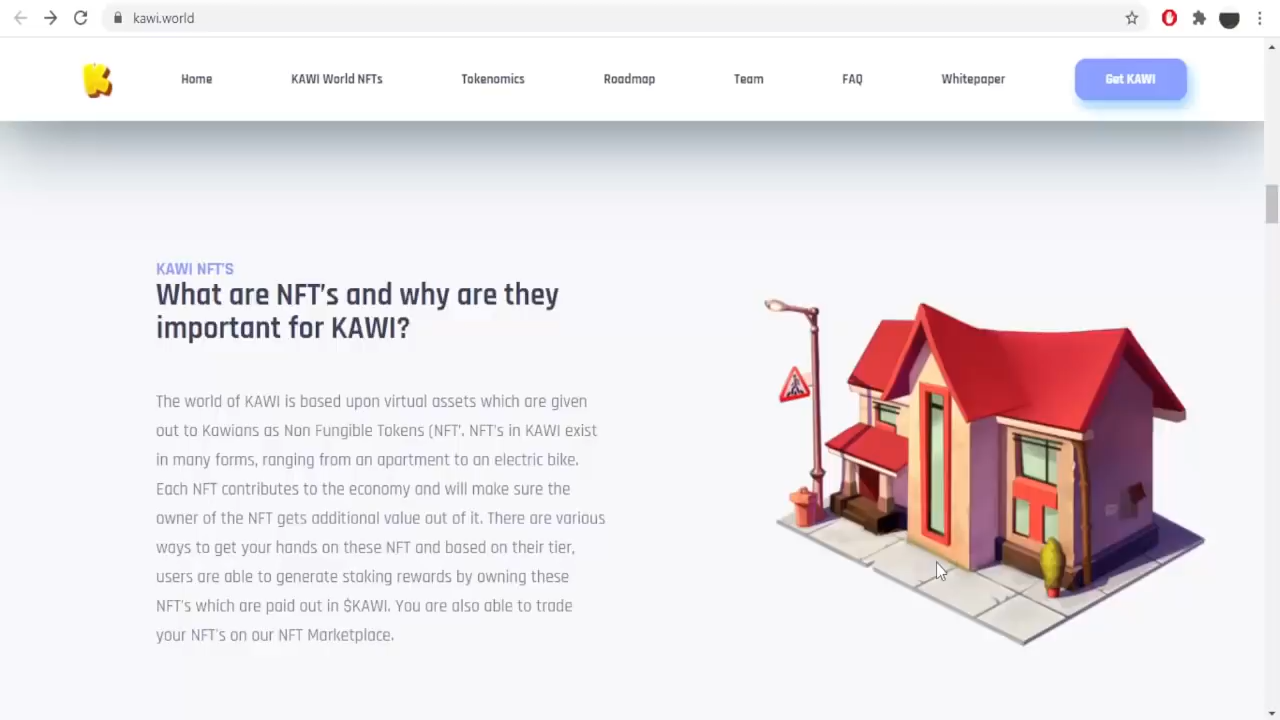 kawi.world
Home KAWI World NFTs Tokenomics Roadmap Team FAQ Whitepaper Get KAWI
KAWI NFT'S
What are NFT's and why are they
important for KAWI?
The world of KAWI is based upon virtual assets which are given
out to Kawians as Non Fungible Tokens (NFT'. NFT's in KAWI exist
in many forms, ranging from an apartment to an electric bike.
Each NFT contributes to the economy and will make sure the
owner of the NFT gets additional value out of it. There are various
ways to get your hands on these NFT and based on their tier,
users are able to generate staking rewards by owning these
NFT's which are paid out in $KAWI. You are also able to trade
your NFT's on our NFT Marketplace.